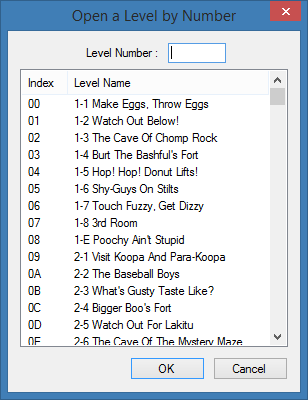 Open a Level by Number
Level Number :
Index Level Name
00 1-1 Make Eggs, Throw Eggs
01 1-2 Watch Out Below!
02 1-3 The Cave Of Chomp Rock
03 1-4 Burt The Bashful's Fort
04 1-5 Hop! Hop! Donut Lifts!
05 1-6 Shy-Guys On Stilts
06 1-7 Touch Fuzzy, Get Dizzy
07 1-8 3rd Room
08 1-E Poochy Ain't Stupid
09 2-1 Visit Koopa And Para-Koopa
0A 2-2 The Baseball Boys
0B 2-3 What's Gusty Taste Like?
0C 2-4 Bigger Boo's Fort
0D 2-5 Watch Out For Lakitu
0E 2-6 The Cave Of The Mystery Maze
OK Cancel